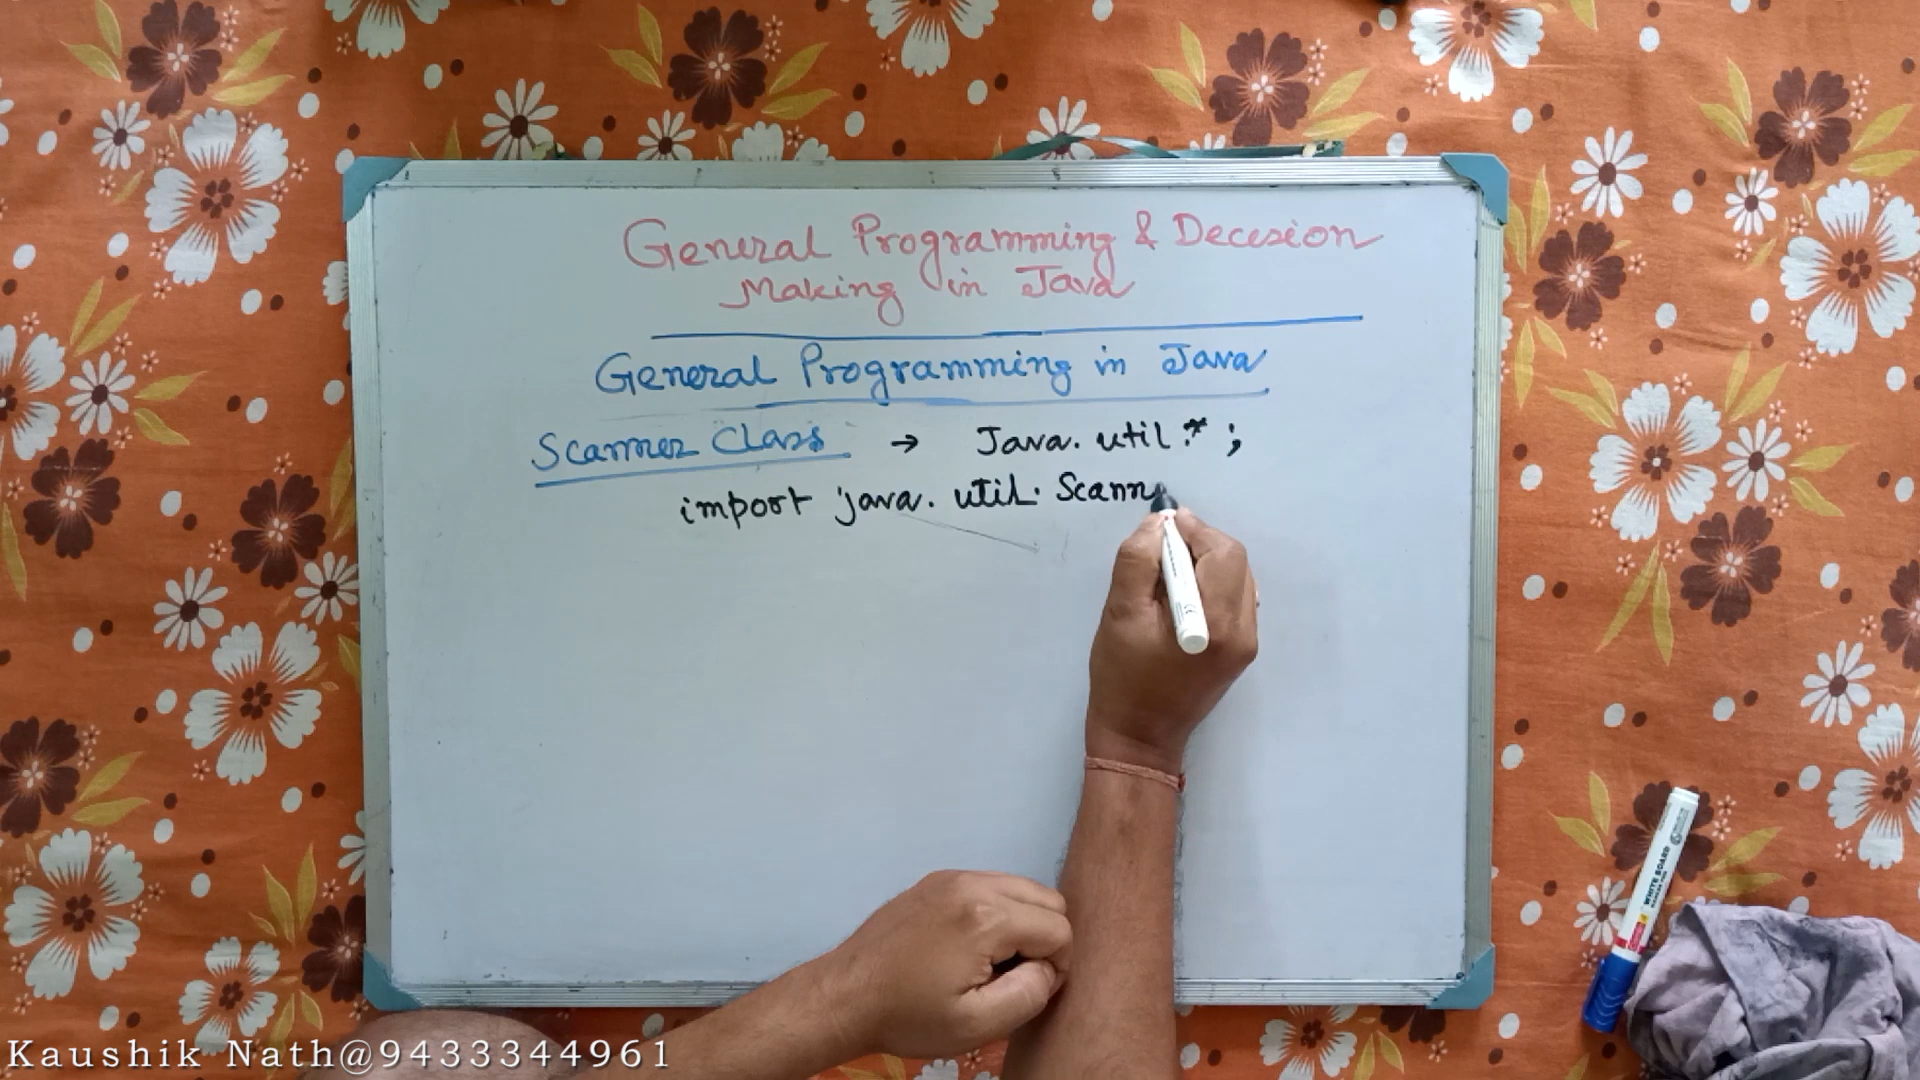 General Programming & Decesion
Making in Java
General Programming in Java
Scanner Class → Java.util.*;
import java.util.Scann
WHITE BOARD
Kaushik Nath@9433344961